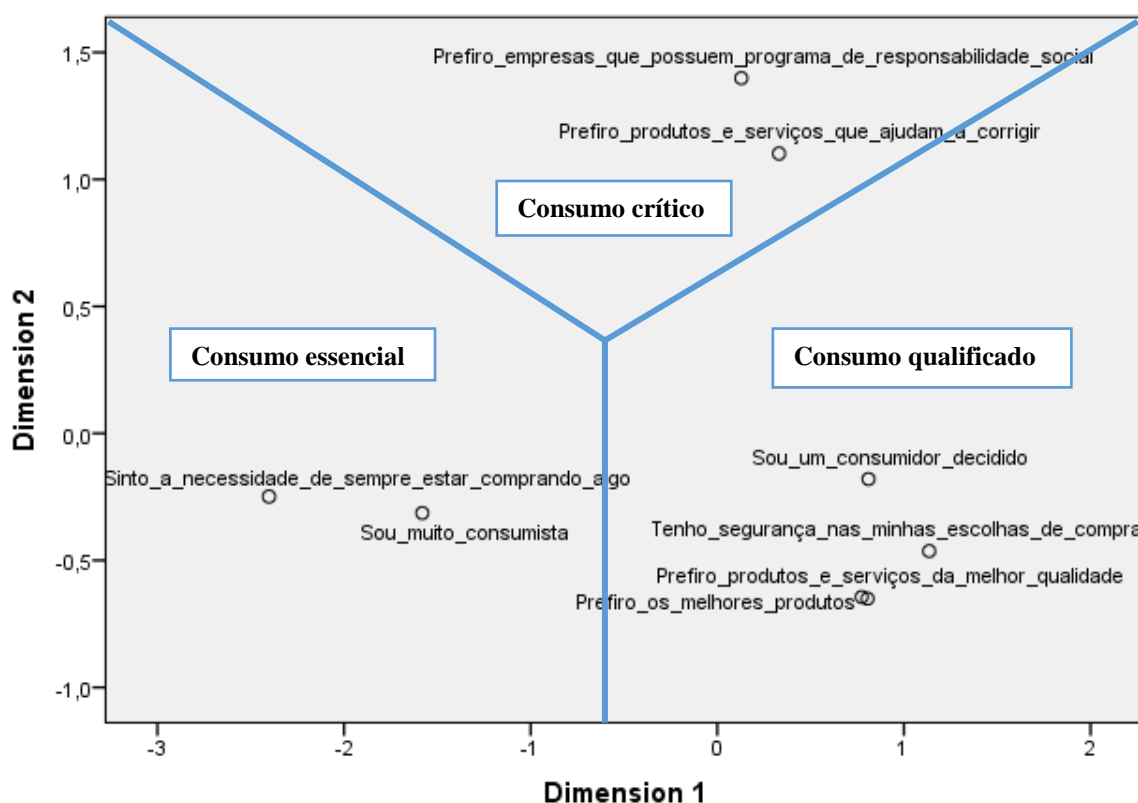 1,5
Prefiro_empresas_que_possuem_programa_de_responsabilidade_social
Prefiro_produtos_e_serviços_que_ajudam_a_corrigir
1,0
Consumo crítico
Dimension 2
0,5
Consumo essencial
Consumo qualificado
0,0
Sou_um_consumidor_decidido
Sinto_a_necessidade_de_sempre_estar_comprando_algo
Sou_muito_consumista
Tenho_segurança_nas_minhas_escolhas_de_compra
-0,5
Prefiro_produtos_e_serviços_da_melhor_qualidade
Prefiro_os_melhores_produtos
-1,0
-3 -2 -1 0 1 2
Dimension 1